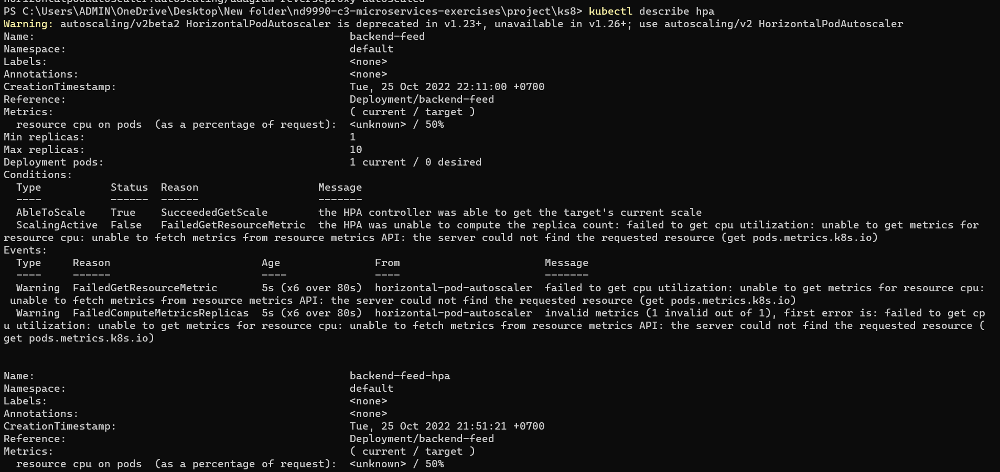 horizontalpodautoscaler.autoscaling/udagram-reverseproxy autoscaled
PS C:\Users\ADMIN\OneDrive\Desktop\New folder\nd9990-c3-microservices-exercises\project\ks8> kubectl describe hpa
Warning: autoscaling/v2beta2 HorizontalPodAutoscaler is deprecated in v1.23+, unavailable in v1.26+; use autoscaling/v2 HorizontalPodAutoscaler
Name: backend-feed
Namespace: default
Labels: <none>
Annotations: <none>
CreationTimestamp: Tue, 25 Oct 2022 22:11:00 +0700
Reference: Deployment/backend-feed
Metrics: ( current / target )
resource cpu on pods (as a percentage of request): <unknown> / 50%
Min replicas: 1
Max replicas: 10
Deployment pods: 1 current / 0 desired
Conditions:
Type Status Reason Message
---- ------ ------ -------
AbleToScale True SucceededGetScale the HPA controller was able to get the target's current scale
ScalingActive False FailedGetResourceMetric the HPA was unable to compute the replica count: failed to get cpu utilization: unable to get metrics for
resource cpu: unable to fetch metrics from resource metrics API: the server could not find the requested resource (get pods.metrics.k8s.io)
Events:
Type Reason Age From Message
---- ------ ---- ---- -------
Warning FailedGetResourceMetric 5s (x6 over 80s) horizontal-pod-autoscaler failed to get cpu utilization: unable to get metrics for resource cpu:
unable to fetch metrics from resource metrics API: the server could not find the requested resource (get pods.metrics.k8s.io)
Warning FailedComputeMetricsReplicas 5s (x6 over 80s) horizontal-pod-autoscaler invalid metrics (1 invalid out of 1), first error is: failed to get cp
u utilization: unable to get metrics for resource cpu: unable to fetch metrics from resource metrics API: the server could not find the requested resource (
get pods.metrics.k8s.io)
Name: backend-feed-hpa
Namespace: default
Labels: <none>
Annotations: <none>
CreationTimestamp: Tue, 25 Oct 2022 21:51:21 +0700
Reference: Deployment/backend-feed
Metrics: ( current / target )
resource cpu on pods (as a percentage of request): <unknown> / 50%